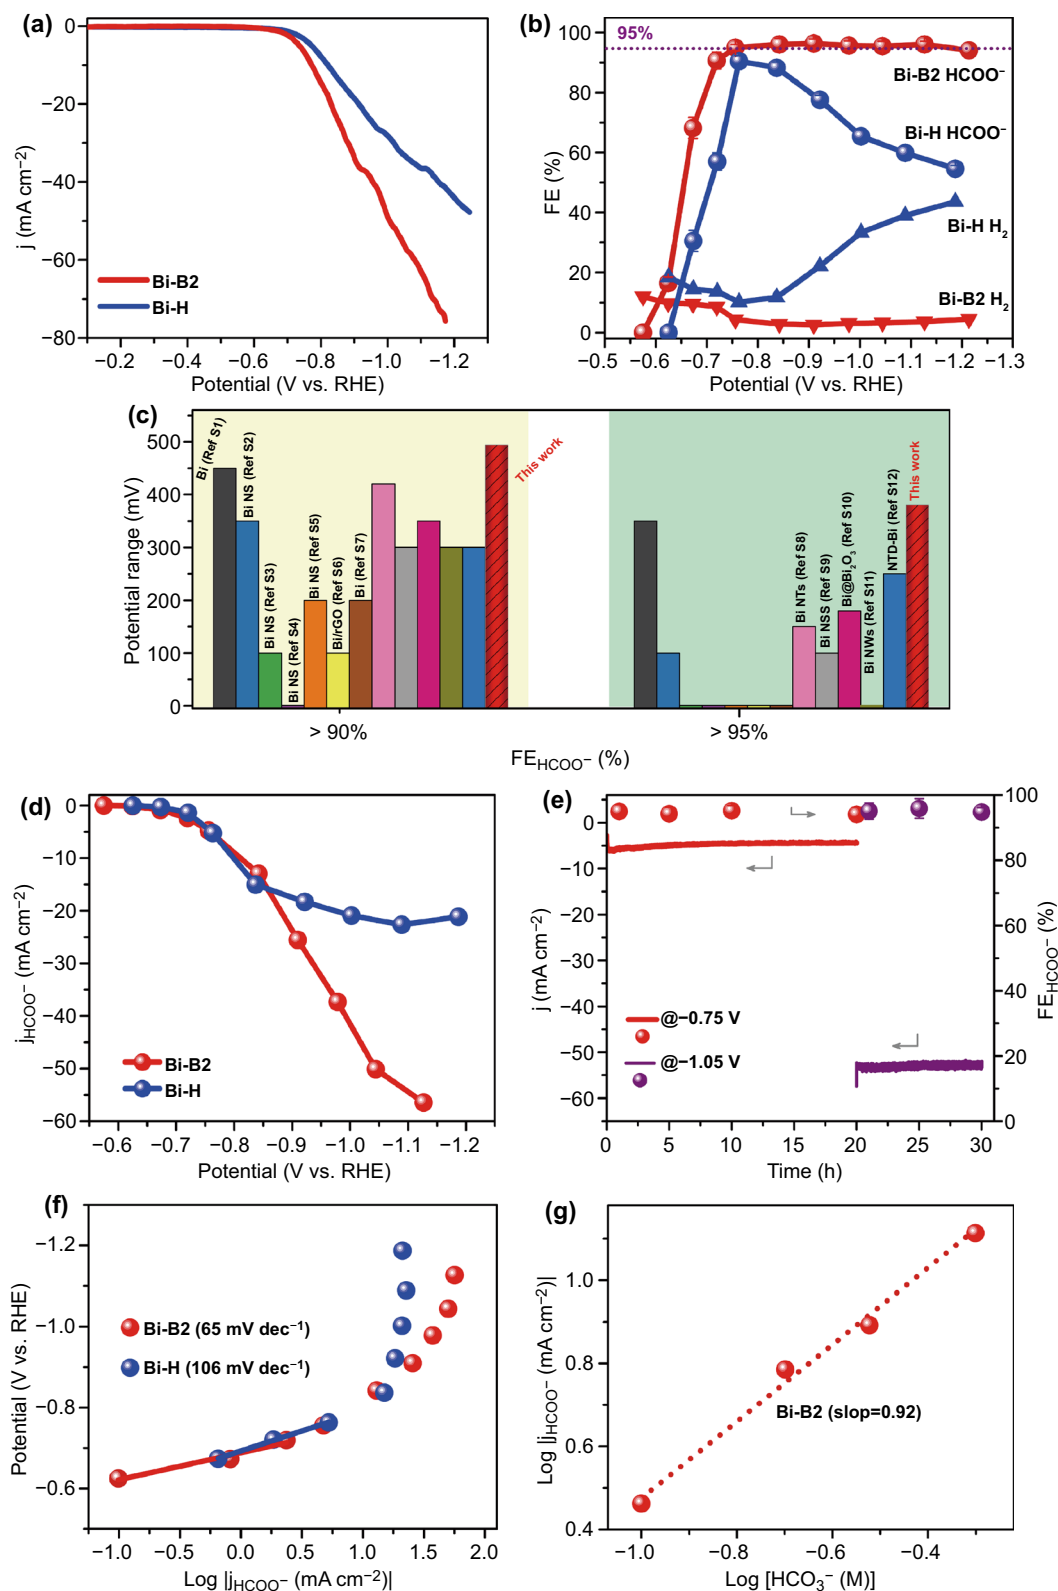 (a)
0
−20
−40
−60
−80
j (mA cm−2)
Bi-B2
Bi-H
−0.2
−0.4
−0.6
−0.8
−1.0
−1.2
Potential (V vs. RHE)
(b)
100
80
60
40
20
0
FE (%)
95%
Bi-B2 HCOO−
Bi-H HCOO−
Bi-H H2
Bi-B2 H2
−0.5
−0.6
−0.7
−0.8
−0.9
−1.0
−1.1
−1.2
−1.3
Potential (V vs. RHE)
(c)
500
400
300
200
100
0
Potential range (mV)
Bi (Ref S1)
Bi NS (Ref S2)
Bi NS (Ref S3)
Bi NS (Ref S4)
Bi NS (Ref S5)
Bi/rGO (Ref S6)
Bi (Ref S7)
This work
Bi NTs (Ref S8)
Bi NSS (Ref S9)
Bi@Bi2O3 (Ref S10)
Bi NWs (Ref S11)
NTD-Bi (Ref S12)
This work
> 90%
> 95%
FEHCOO− (%)
(d)
0
−10
−20
−30
−40
−50
−60
jHCOO− (mA cm−2)
Bi-B2
Bi-H
−0.6
−0.7
−0.8
−0.9
−1.0
−1.1
−1.2
Potential (V vs. RHE)
(e)
0
−10
−20
−30
−40
−50
−60
j (mA cm−2)
100
80
60
40
20
0
FEHCOO− (%)
@−0.75 V
@−1.05 V
0
5
10
15
20
25
30
Time (h)
(f)
−1.2
−1.0
−0.8
−0.6
Potential (V vs. RHE)
Bi-B2 (65 mV dec−1)
Bi-H (106 mV dec−1)
−1.0
−0.5
0.0
0.5
1.0
1.5
2.0
Log |jHCOO− (mA cm−2)|
(g)
1.0
0.8
0.6
0.4
Log |jHCOO− (mA cm−2)|
Bi-B2 (slop=0.92)
−1.0
−0.8
−0.6
−0.4
Log [HCO3− (M)]